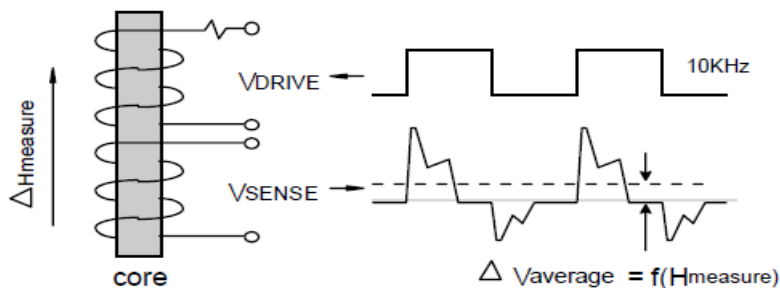 ΔHmeasure
VDRIVE
10KHz
VSENSE
core
Δ Vaverage = f(Hmeasure)